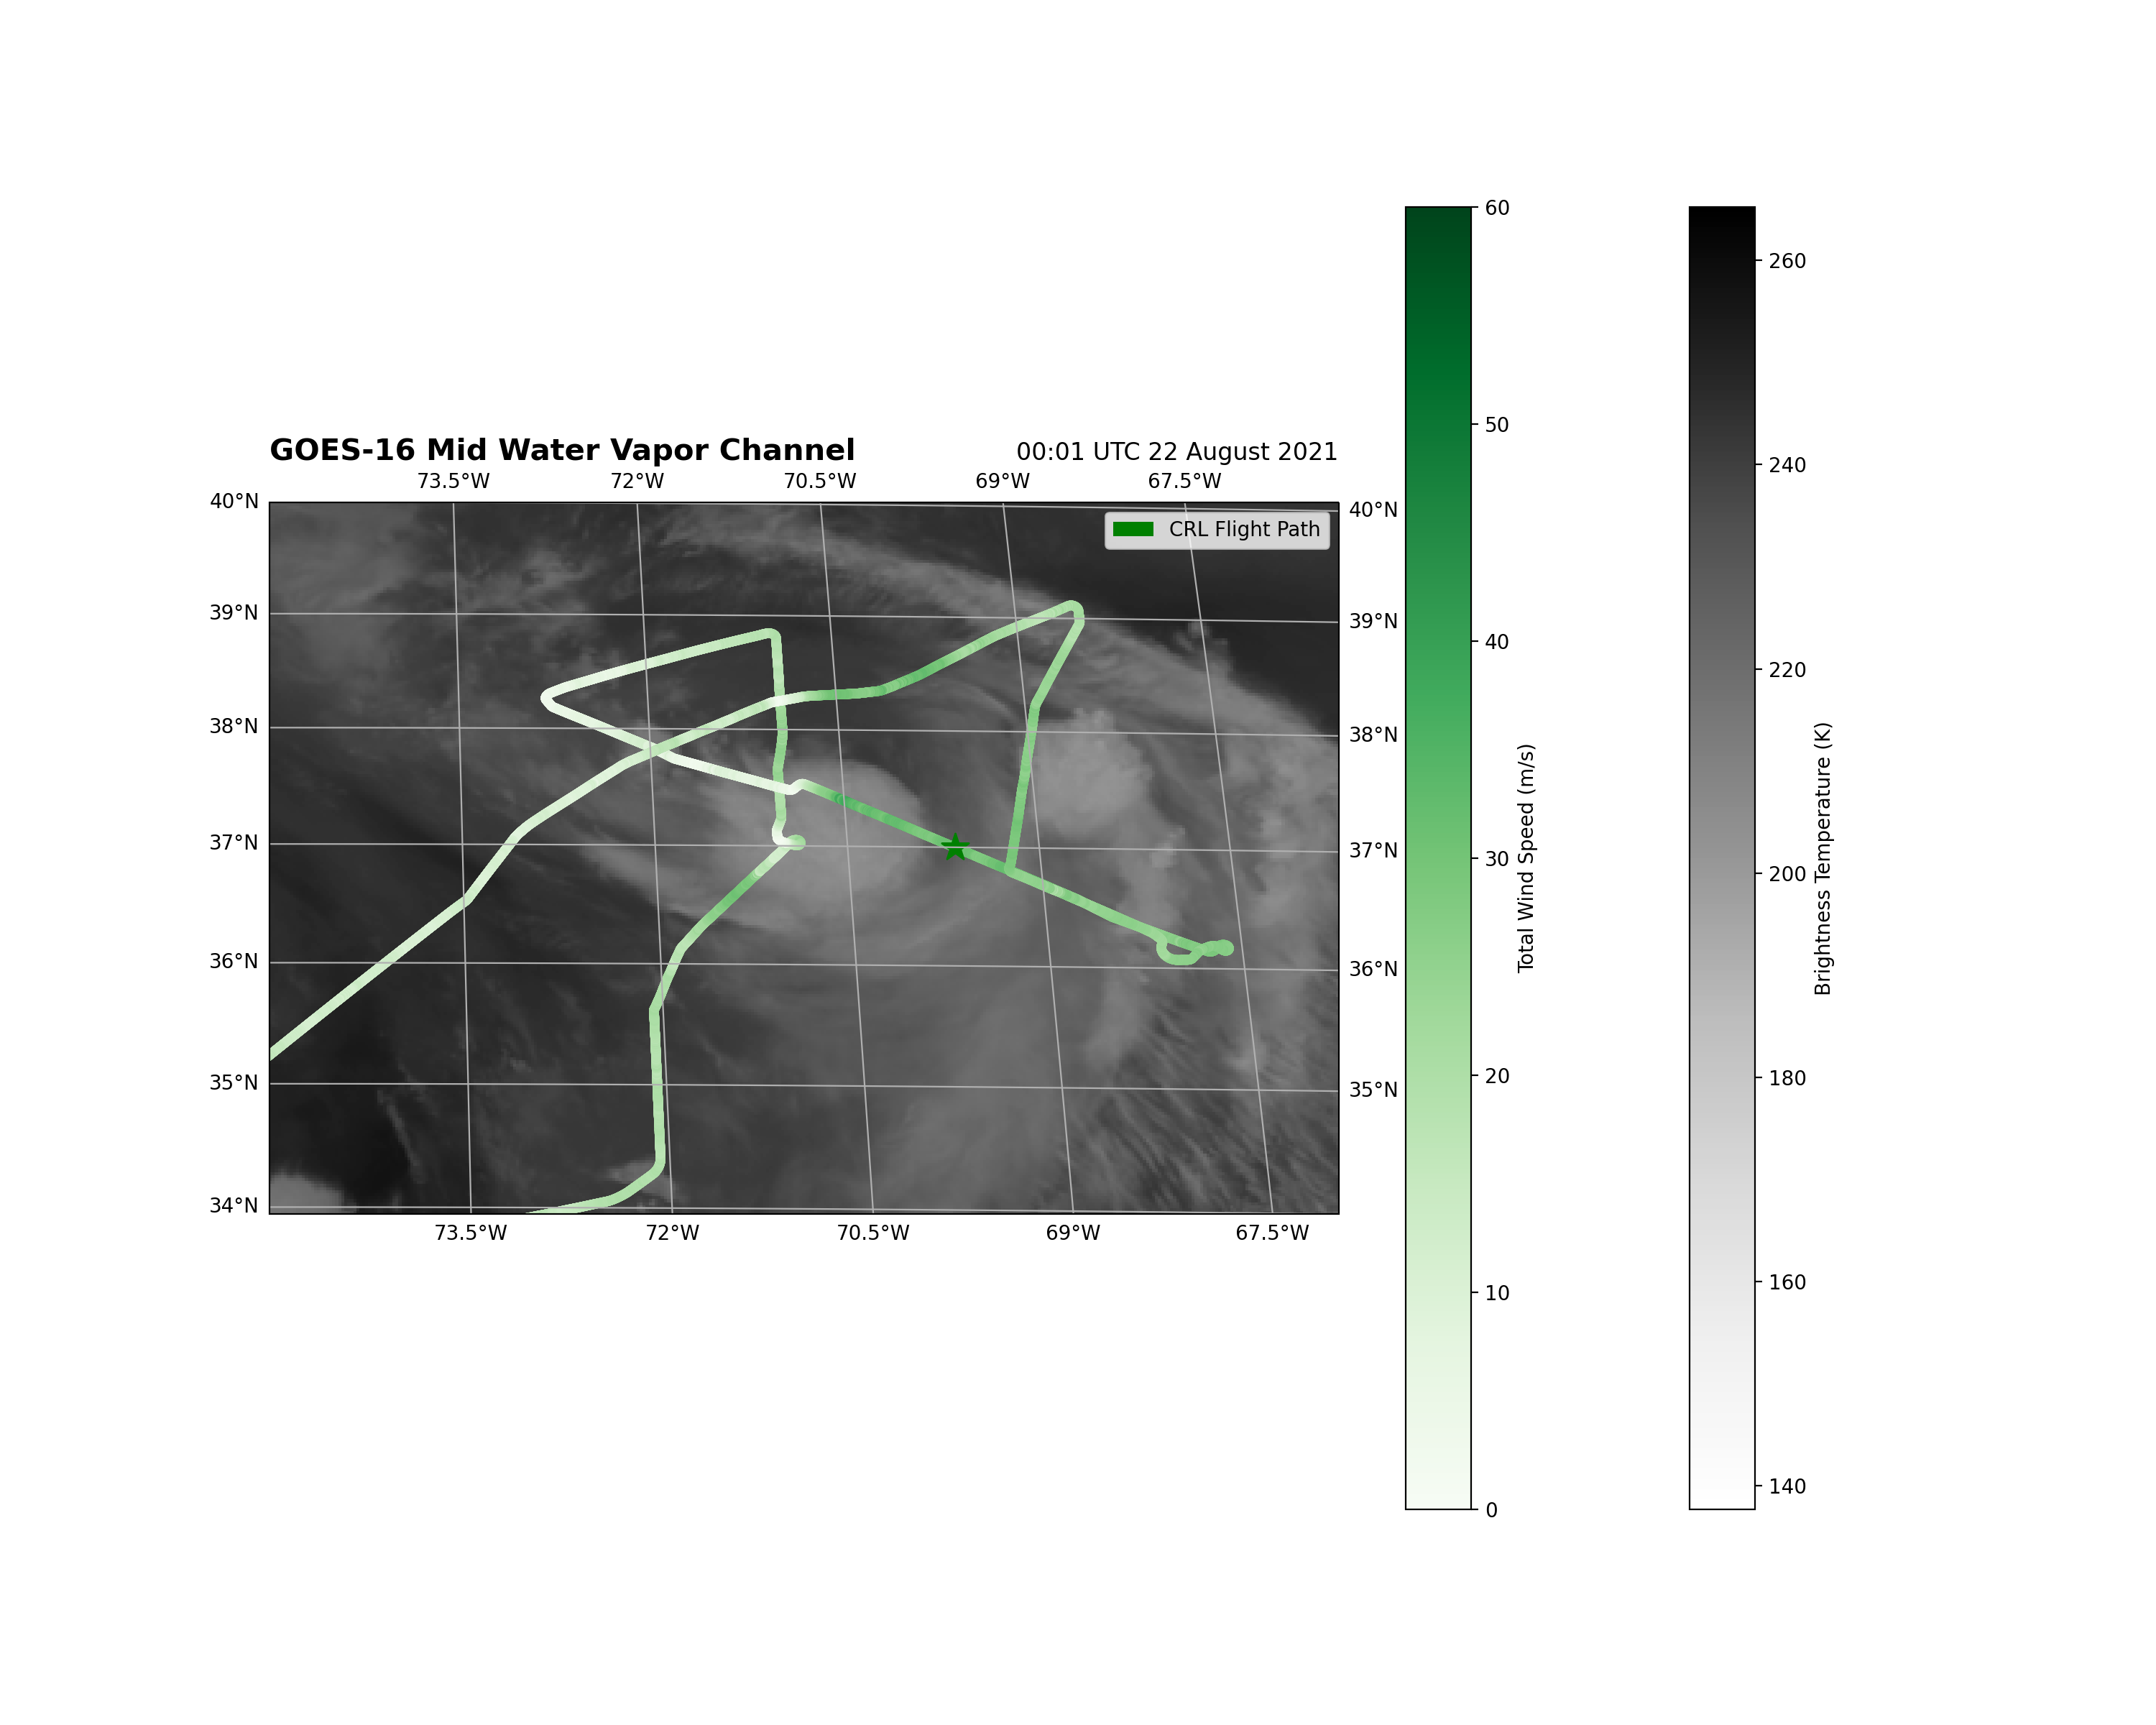 GOES-16 Mid Water Vapor Channel
00:01 UTC 22 August 2021
73.5°W 72°W 70.5°W 69°W 67.5°W
CRL Flight Path
40°N
39°N
38°N
37°N
36°N
35°N
34°N
40°N
39°N
38°N
37°N
36°N
35°N
73.5°W 72°W 70.5°W 69°W 67.5°W
60
50
40
30
20
10
0
Total Wind Speed (m/s)
260
240
220
200
180
160
140
Brightness Temperature (K)